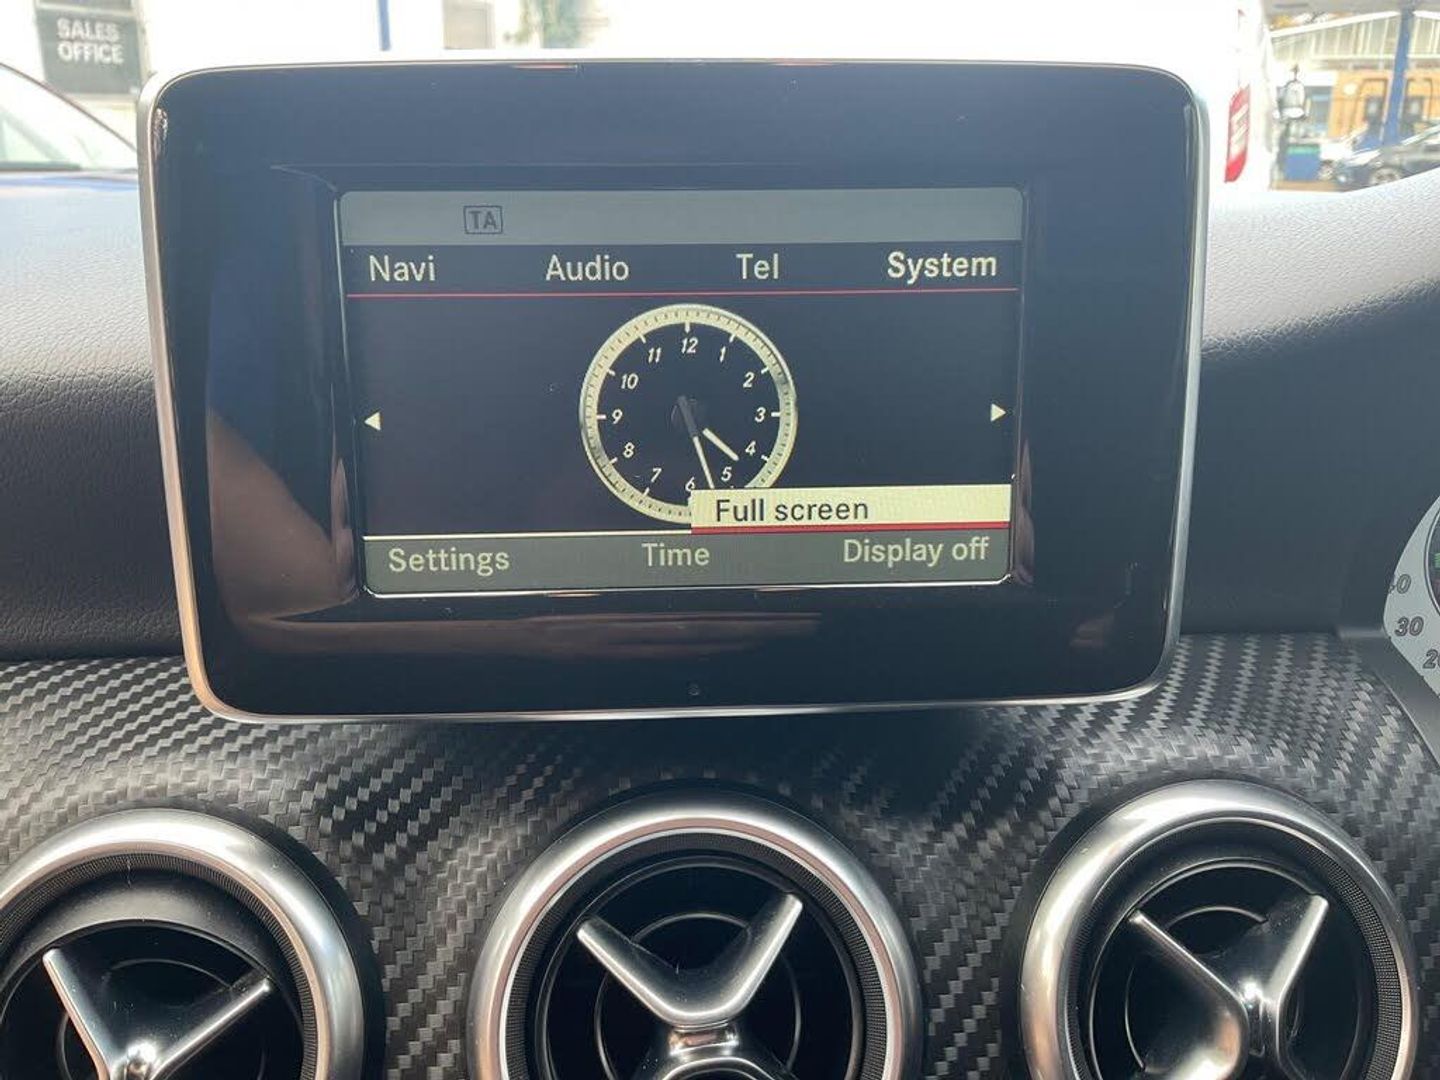 SALES
OFFICE
TA
Navi Audio Tel System
12
11 1
10 2
9 3
8 4
7 5
6
Full screen
Settings Time Display off
40
30
20